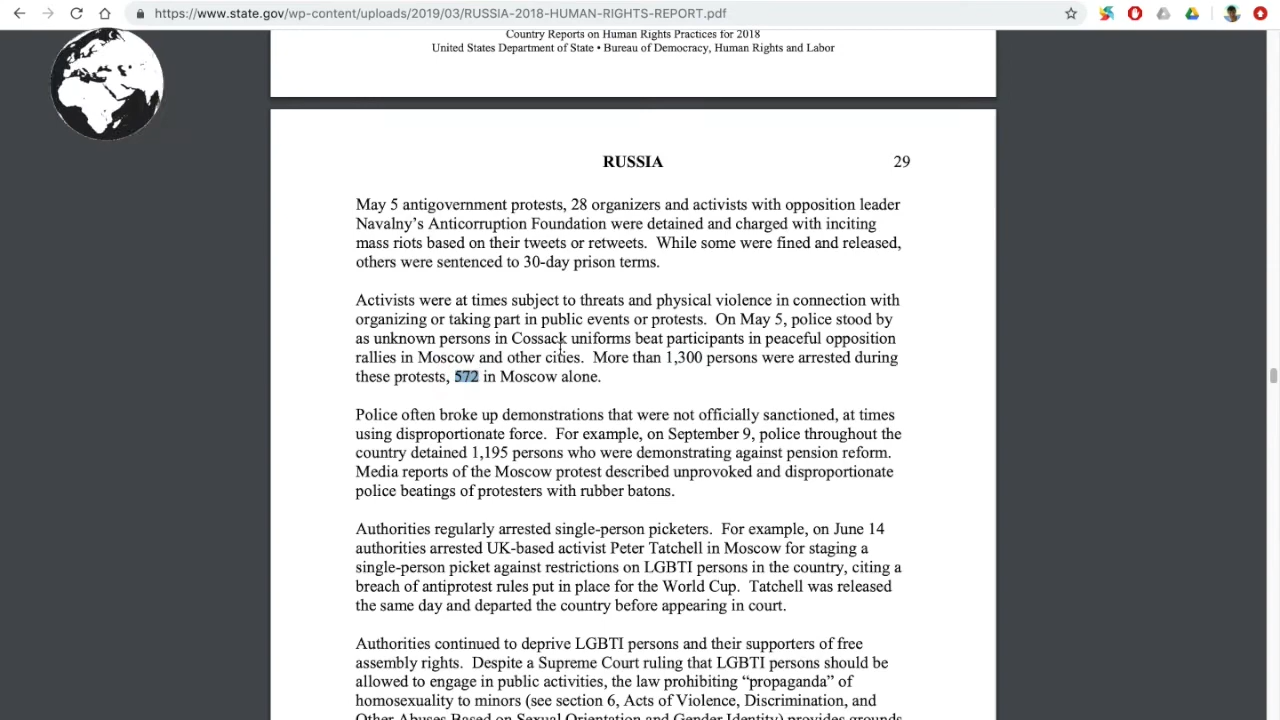 https://www.state.gov/wp-content/uploads/2019/03/RUSSIA-2018-HUMAN-RIGHTS-REPORT.pdf
Country Reports on Human Rights Practices for 2018
United States Department of State • Bureau of Democracy, Human Rights and Labor
RUSSIA 29
May 5 antigovernment protests, 28 organizers and activists with opposition leader
Navalny’s Anticorruption Foundation were detained and charged with inciting
mass riots based on their tweets or retweets.  While some were fined and released,
others were sentenced to 30-day prison terms.
Activists were at times subject to threats and physical violence in connection with
organizing or taking part in public events or protests.  On May 5, police stood by
as unknown persons in Cossack uniforms beat participants in peaceful opposition
rallies in Moscow and other cities.  More than 1,300 persons were arrested during
these protests, 572 in Moscow alone.
Police often broke up demonstrations that were not officially sanctioned, at times
using disproportionate force.  For example, on September 9, police throughout the
country detained 1,195 persons who were demonstrating against pension reform.
Media reports of the Moscow protest described unprovoked and disproportionate
police beatings of protesters with rubber batons.
Authorities regularly arrested single-person picketers.  For example, on June 14
authorities arrested UK-based activist Peter Tatchell in Moscow for staging a
single-person picket against restrictions on LGBTI persons in the country, citing a
breach of antiprotest rules put in place for the World Cup.  Tatchell was released
the same day and departed the country before appearing in court.
Authorities continued to deprive LGBTI persons and their supporters of free
assembly rights.  Despite a Supreme Court ruling that LGBTI persons should be
allowed to engage in public activities, the law prohibiting “propaganda” of
homosexuality to minors (see section 6, Acts of Violence, Discrimination, and
Other Abuses Based on Sexual Orientation and Gender Identity) provides grounds